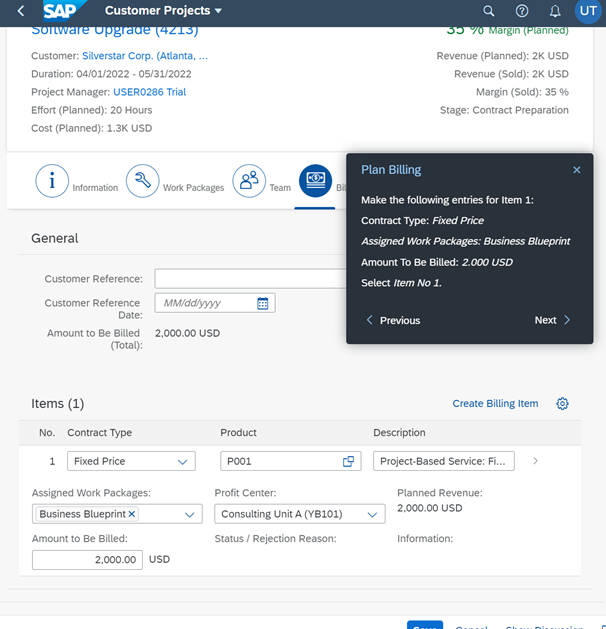 SAP Customer Projects UT
Software Upgrade (4213)
35 % Margin (Planned)
Customer: Silverstar Corp. (Atlanta, ...
Revenue (Planned): 2K USD
Duration: 04/01/2022 - 05/31/2022
Revenue (Sold): 2K USD
Project Manager: USER0286 Trial
Margin (Sold): 35 %
Effort (Planned): 20 Hours
Stage: Contract Preparation
Cost (Planned): 1.3K USD
Information
Work Packages
Team
Bil
Plan Billing
Make the following entries for Item 1:
Contract Type: Fixed Price
Assigned Work Packages: Business Blueprint
Amount To Be Billed: 2.000 USD
Select Item No 1.
Previous
Next
General
Customer Reference:
Customer Reference
Date:
MM/dd/yyyy
Amount to Be Billed
(Total):
2,000.00 USD
Items (1)
Create Billing Item
No. Contract Type Product Description
1 Fixed Price P001 Project-Based Service: Fi...
Assigned Work Packages: Profit Center: Planned Revenue:
Business Blueprint Consulting Unit A (YB101) 2,000.00 USD
Amount to Be Billed: Status / Rejection Reason: Information:
2,000.00 USD
Save Cancel Show Discussion